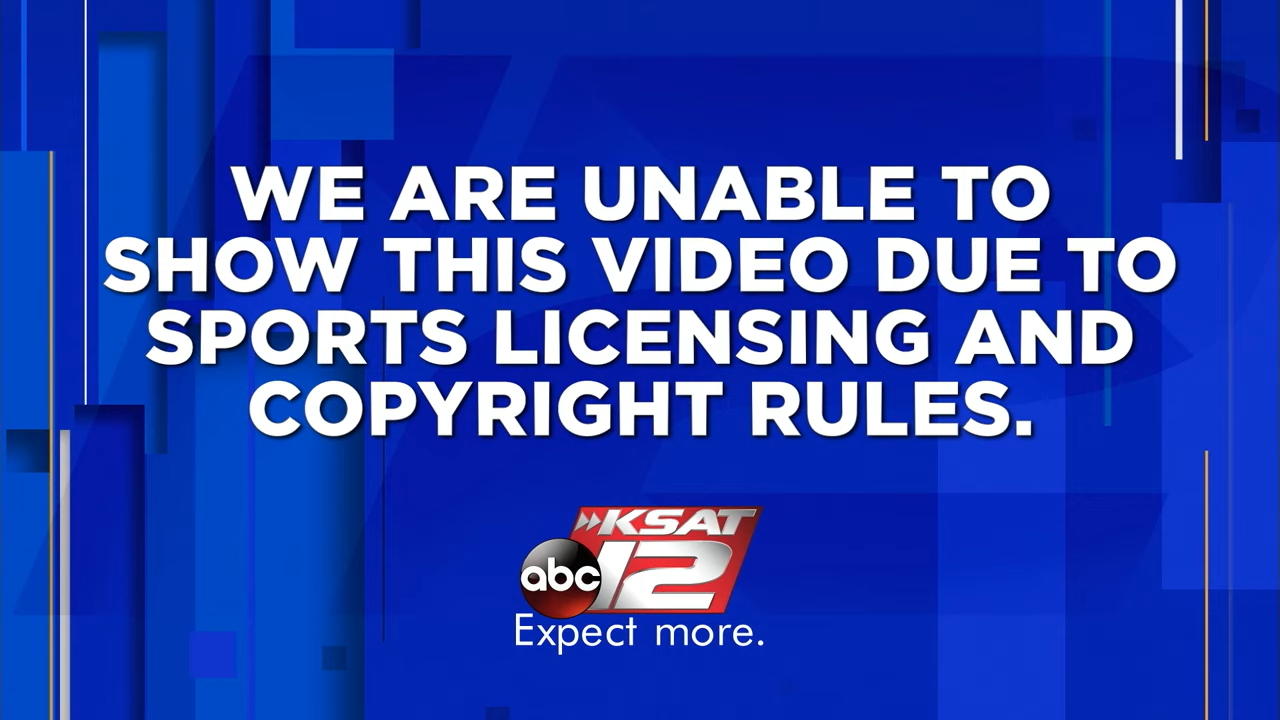 WE ARE UNABLE TO
SHOW THIS VIDEO DUE TO
SPORTS LICENSING AND
COPYRIGHT RULES.
KSAT
abc 12
Expect more.